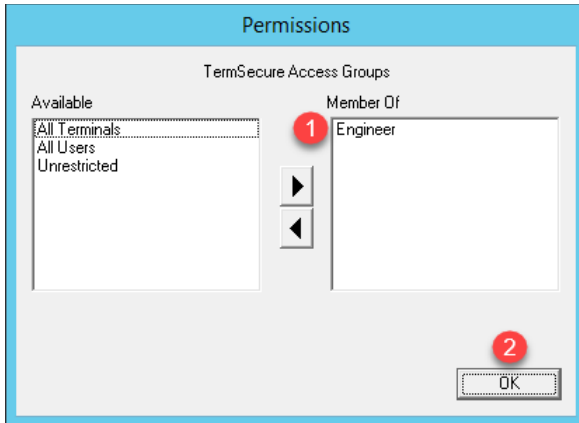 Permissions
TermSecure Access Groups
Available
Member Of
All Terminals
All Users
Unrestricted
1
Engineer
2
OK